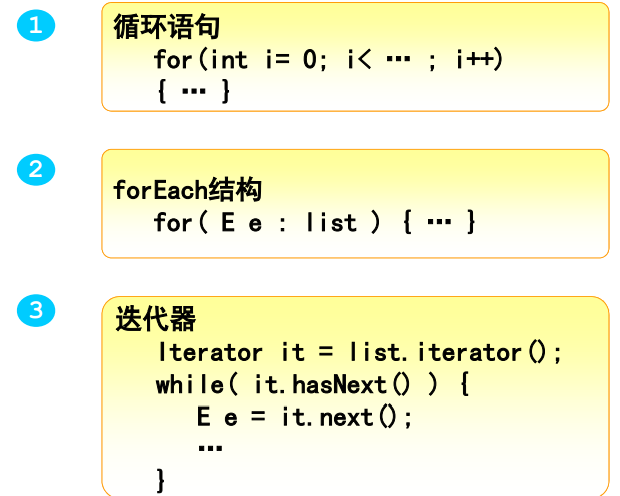 1
循环语句
for(int i= 0; i< … ; i++)
{ … }
2
forEach结构
for( E e : list ) { … }
3
迭代器
Iterator it = list.iterator();
while( it.hasNext() ) {
E e = it.next();
…
}